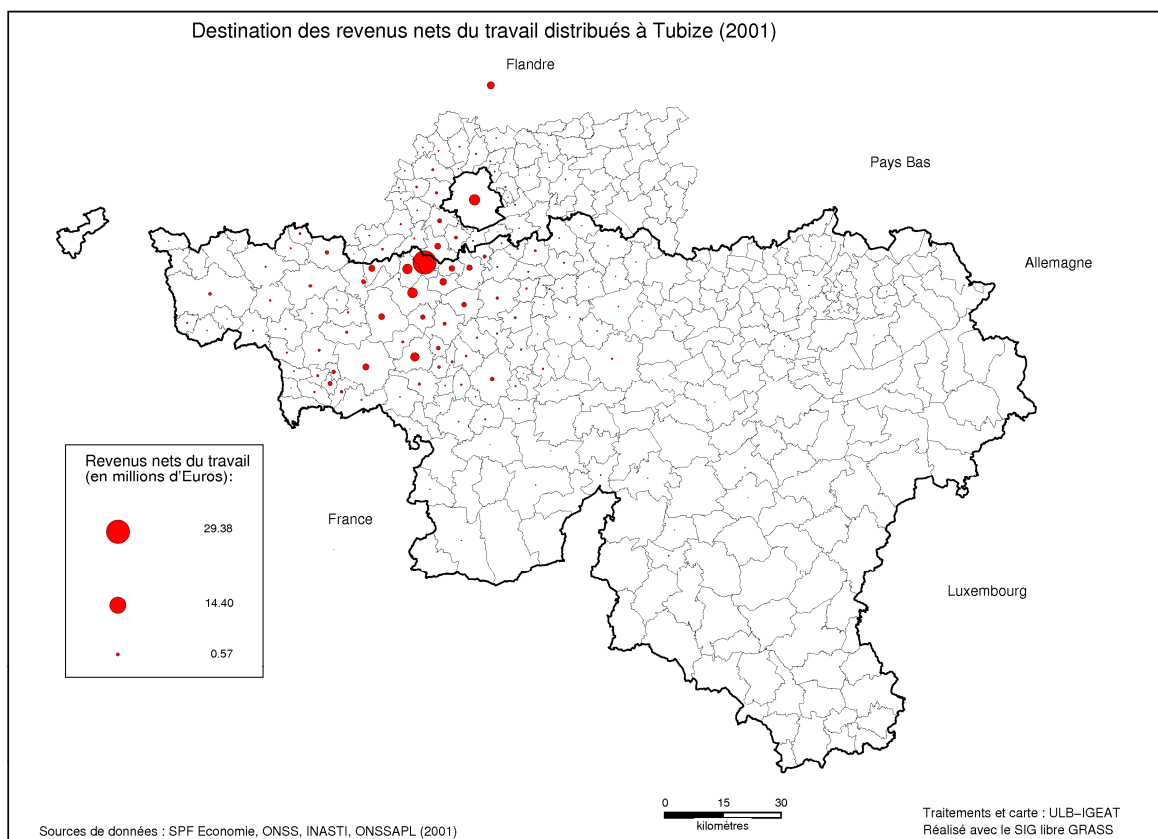 Destination des revenus nets du travail distribués à Tubize (2001)
Flandre
Pays Bas
Allemagne
Revenus nets du travail
(en millions d'Euros):
29.38
14.40
0.57
France
Luxembourg
0 15 30
kilomètres
Sources de données : SPF Economie, ONSS, INASTI, ONSSAPL (2001)
Traitements et carte : ULB-IGEAT
Réalisé avec le SIG libre GRASS